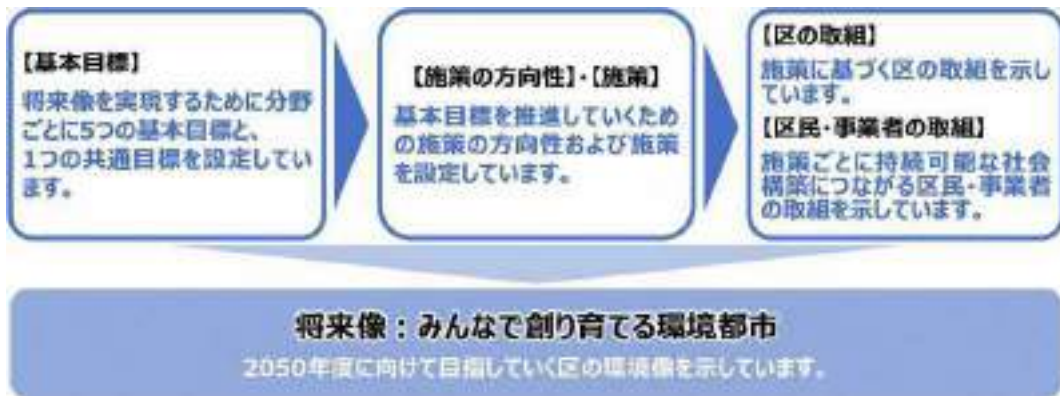 【基本目標】
将来像を実現するために分野
ごとに5つの基本目標と、
1つの共通目標を設定してい
ます。
【施策の方向性】・【施策】
基本目標を推進していくため
の施策の方向性および施策
を設定しています。
【区の取組】
施策に基づく区の取組を示し
ています。
【区民・事業者の取組】
施策ごとに持続可能な社会
構築につながる区民・事業者
の取組を示しています。
将来像：みんなで創り育てる環境都市
2050年度に向けて目指していく区の環境像を示しています。